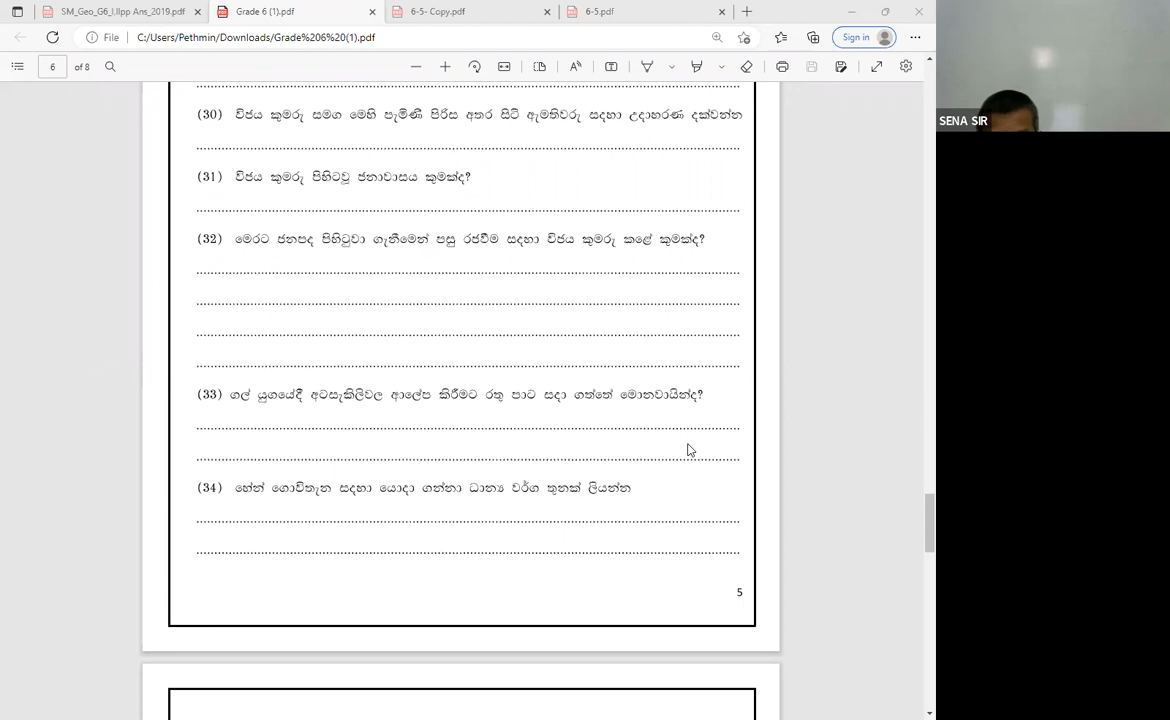 SM_Geo_G6_I.IIpp Ans_2019.pdf
Grade 6 (1).pdf
6-5- Copy.pdf
6-5.pdf
File
C:/Users/Pethmin/Downloads/Grade%206%20(1).pdf
Sign in
6 of 8
SENA SIR
(30) විජය කුමරු සමග මෙහි පැමිණි පිරිස අතර සිටි ඇමතිවරු සදහා උදාහරණ දක්වන්න
(31) විජය කුමරු පිහිටවූ ජනාවාසය කුමක්ද?
(32) මෙරට ජනපද පිහිටුවා ගැනීමෙන් පසු රජවීම සදහා විජය කුමරු කළේ කුමක්ද?
(33) ගල් යුගයේදී අටසැකිලිවල ආලේප කිරීමට රතු පාට සදා ගත්තේ මොනවායින්ද?
(34) හේන් ගොවිතැන සදහා යොදා ගන්නා ධාන්‍ය වර්ග තුනක් ලියන්න
5